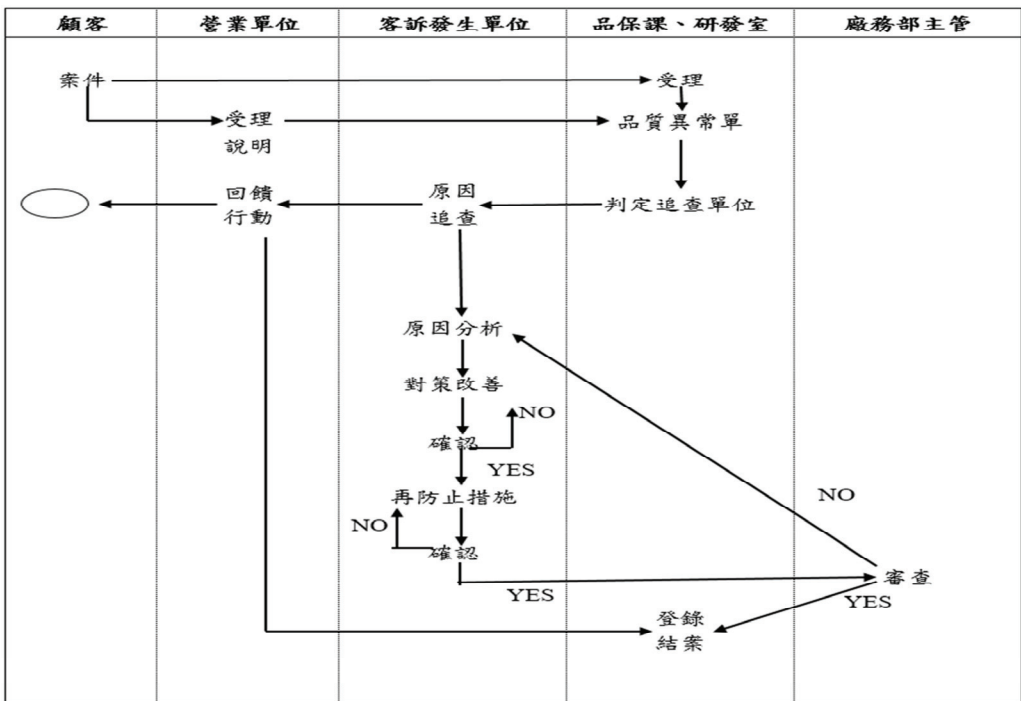 顧客
營業單位
客訴發生單位
品保課、研發室
廠務部主管
案件
受理
受理
說明
品質異常單
回饋
行動
原因
追查
判定追查單位
原因分析
對策改善
NO
確認
YES
再防止措施
NO
NO
確認
YES
審查
YES
登錄
結案